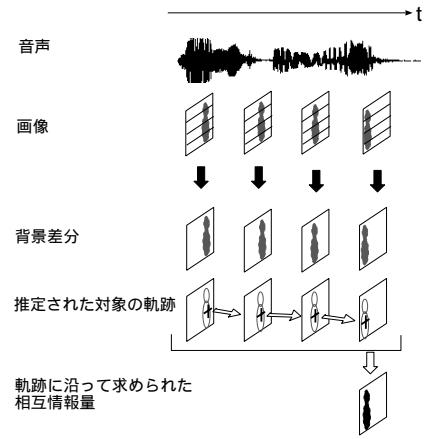 t
音声
画像
背景差分
推定された対象の軌跡
軌跡に沿って求められた
相互情報量